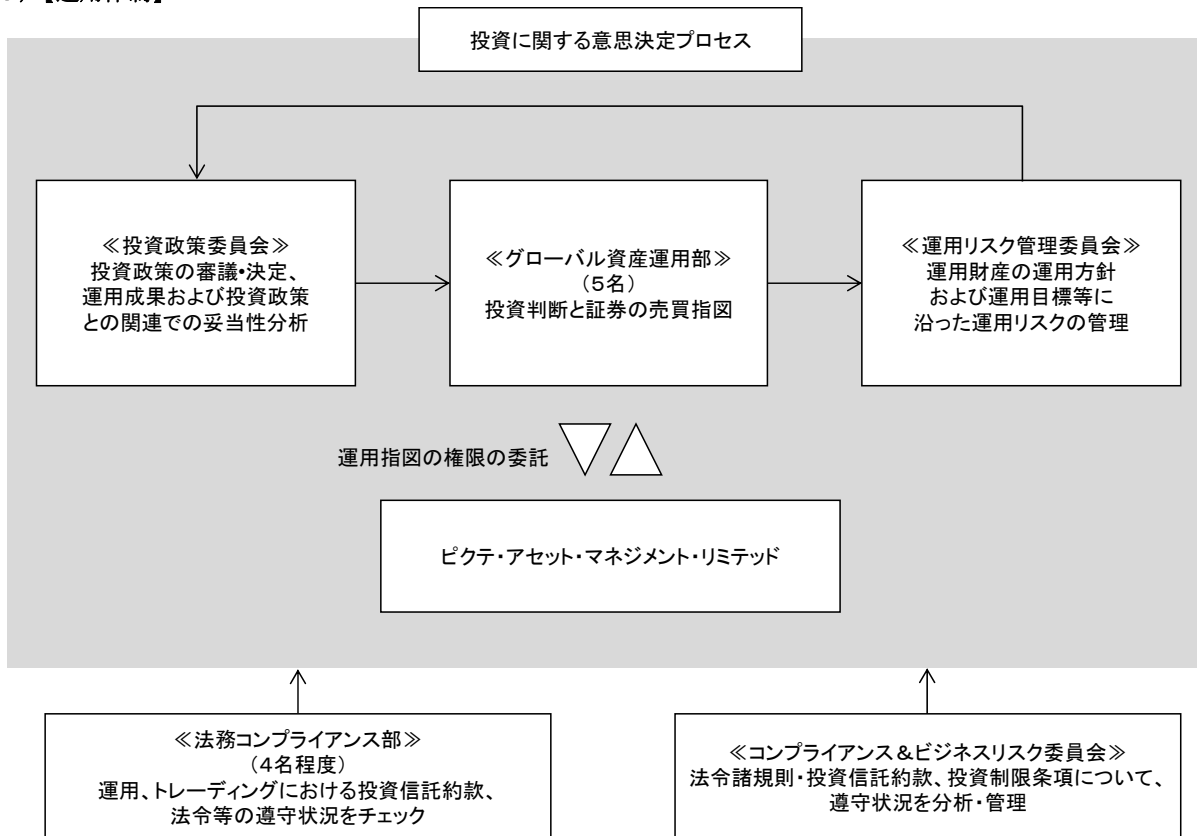 【運用体制】
投資に関する意思決定プロセス
≪投資政策委員会≫
投資政策の審議・決定、
運用成果および投資政策
との関連での妥当性分析
≪グローバル資産運用部≫
（5名）
投資判断と証券の売買指図
≪運用リスク管理委員会≫
運用財産の運用方針
および運用目標等に
沿った運用リスクの管理
運用指図の権限の委託
ピクテ・アセット・マネジメント・リミテッド
≪法務コンプライアンス部≫
（4名程度）
運用、トレーディングにおける投資信託約款、
法令等の遵守状況をチェック
≪コンプライアンス＆ビジネスリスク委員会≫
法令諸規則・投資信託約款、投資制限条項について、
遵守状況を分析・管理